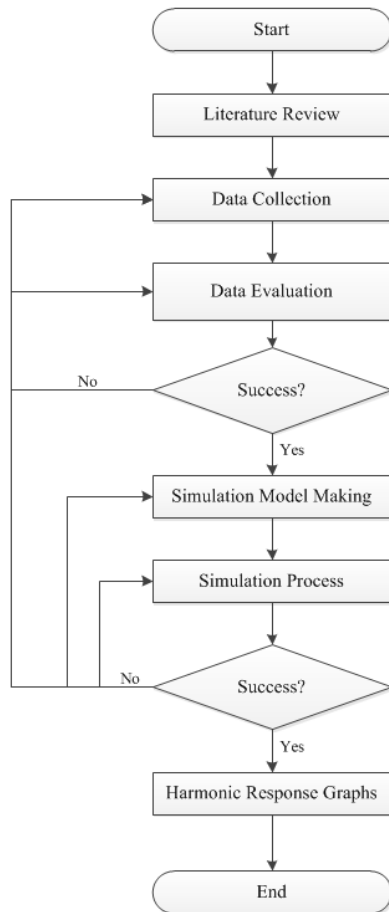 Start
Literature Review
Data Collection
Data Evaluation
No
Success?
Yes
Simulation Model Making
Simulation Process
No
Success?
Yes
Harmonic Response Graphs
End